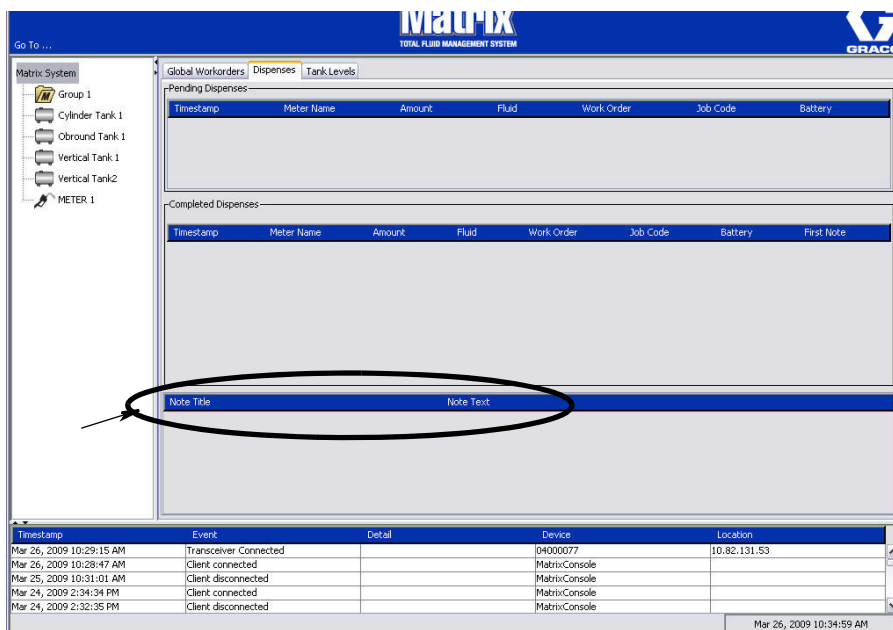 Matrix
TOTAL FLUID MANAGEMENT SYSTEM
GRACO
Go To ...
Matrix System
Group 1
Cylinder Tank 1
Obround Tank 1
Vertical Tank 1
Vertical Tank2
METER 1
Global Workorders Dispenses Tank Levels
Pending Dispenses
Timestamp Meter Name Amount Fluid Work Order Job Code Battery
Completed Dispenses
Timestamp Meter Name Amount Fluid Work Order Job Code Battery First Note
Note Title Note Text
Timestamp Event Detail Device Location
Mar 26, 2009 10:29:15 AM Transceiver Connected 04000077 10.82.131.53
Mar 26, 2009 10:28:47 AM Client connected MatrixConsole
Mar 25, 2009 10:31:01 AM Client disconnected MatrixConsole
Mar 24, 2009 2:34:34 PM Client connected MatrixConsole
Mar 24, 2009 2:32:35 PM Client disconnected MatrixConsole
Mar 26, 2009 10:34:59 AM